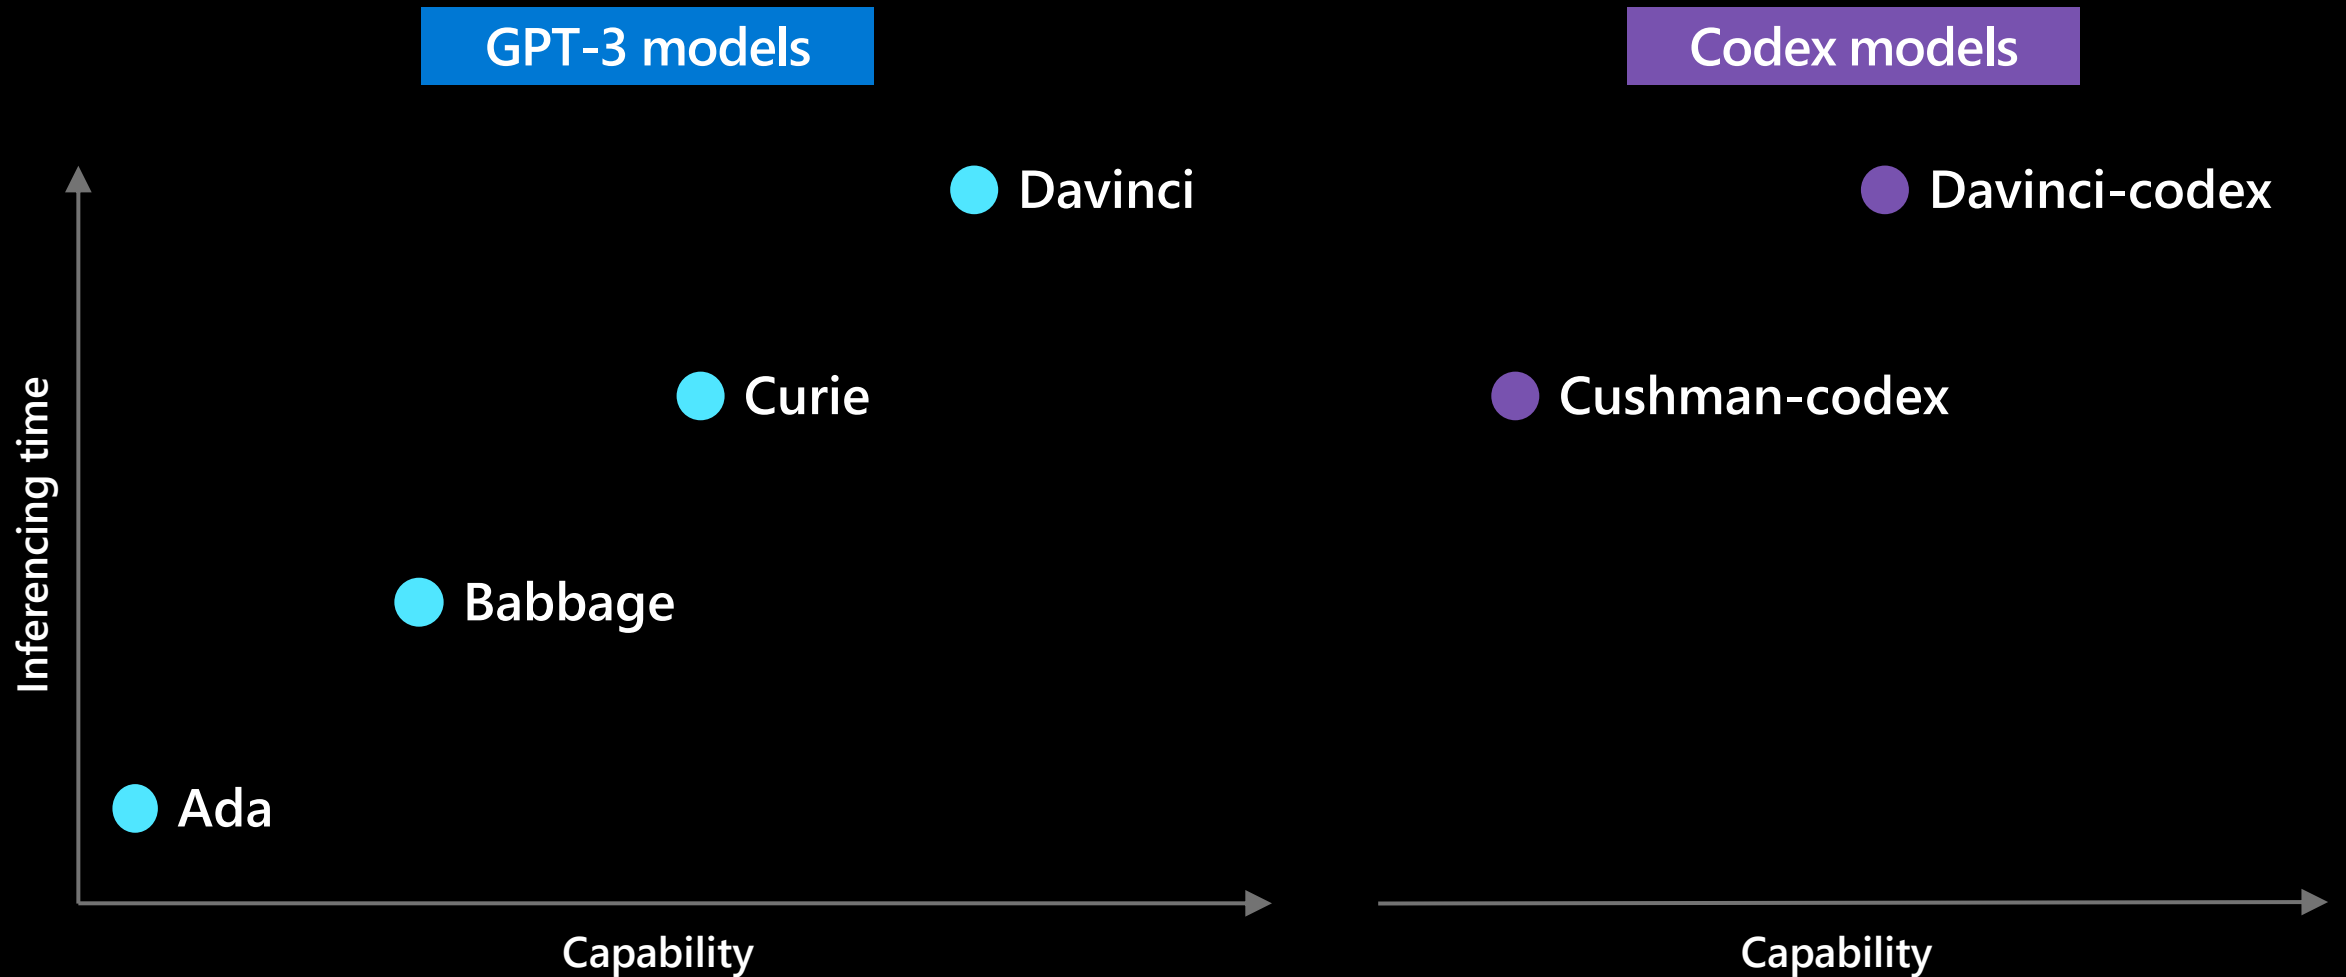 GPT-3 models
Codex models
Davinci
Davinci-codex
Curie
Cushman-codex
Inferencing time
Babbage
Ada
Capability
Capability